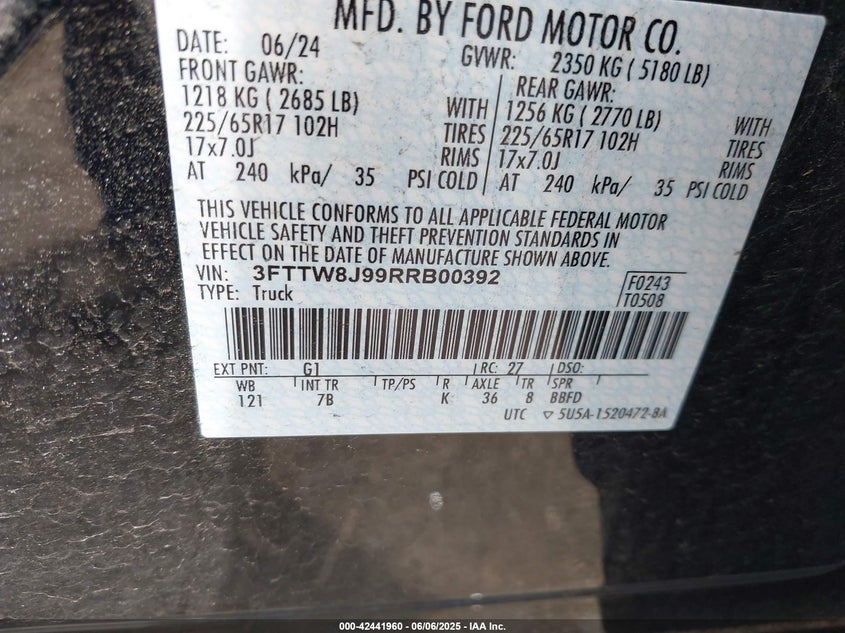 MFD. BY FORD MOTOR CO.
DATE: 06/24 GVWR: 2350 KG ( 5180 LB)
FRONT GAWR: REAR GAWR:
1218 KG ( 2685 LB) WITH 1256 KG ( 2770 LB) WITH
225/65R17 102H TIRES 225/65R17 102H TIRES
17x7.0J RIMS 17x7.0J RIMS
AT 240 kPa/ 35 PSI COLD AT 240 kPa/ 35 PSI COLD
THIS VEHICLE CONFORMS TO ALL APPLICABLE FEDERAL MOTOR
VEHICLE SAFETY AND THEFT PREVENTION STANDARDS IN
EFFECT ON THE DATE OF MANUFACTURE SHOWN ABOVE.
VIN: 3FTTW8J99RRB00392 F0243
TYPE: Truck T0508
EXT PNT: G1 RC: 27 DSO:
WB INT TR TP/PS R AXLE TR SPR
121 7B K 36 8 BBFD
UTC ▽ 5U5A-1520472-BA
000-42441960 - 06/06/2025 - IAA Inc.